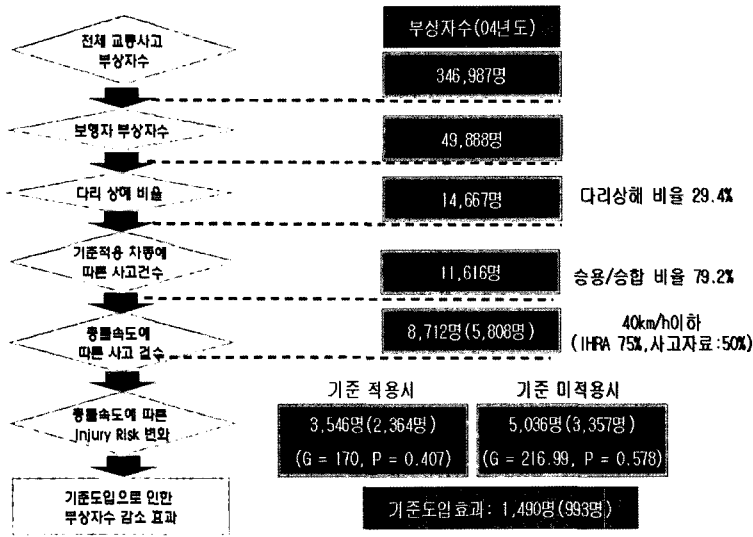 전체 교통사고
부상자수
부상자수(04년도)
346,987명
보행자 부상자수
49,888명
다리 상해 비율
14,667명
다리상해 비율 29.4%
기준적용 차종에
따른 사고건수
11,616명
승용/승합 비율 79.2%
충돌속도에
따른 사고 건수
8,712명(5,808명)
40km/h이하
(IHRA 75%,사고자료:50%)
충돌속도에 따른
Injury Risk 변화
기준 적용시
3,546명(2,364명)
(G = 170, P = 0.407)
기준 미적용시
5,036명(3,357명)
(G = 216.99, P = 0.578)
기준도입으로 인한
부상자수 감소 효과
기준도입효과: 1,490명(993명)